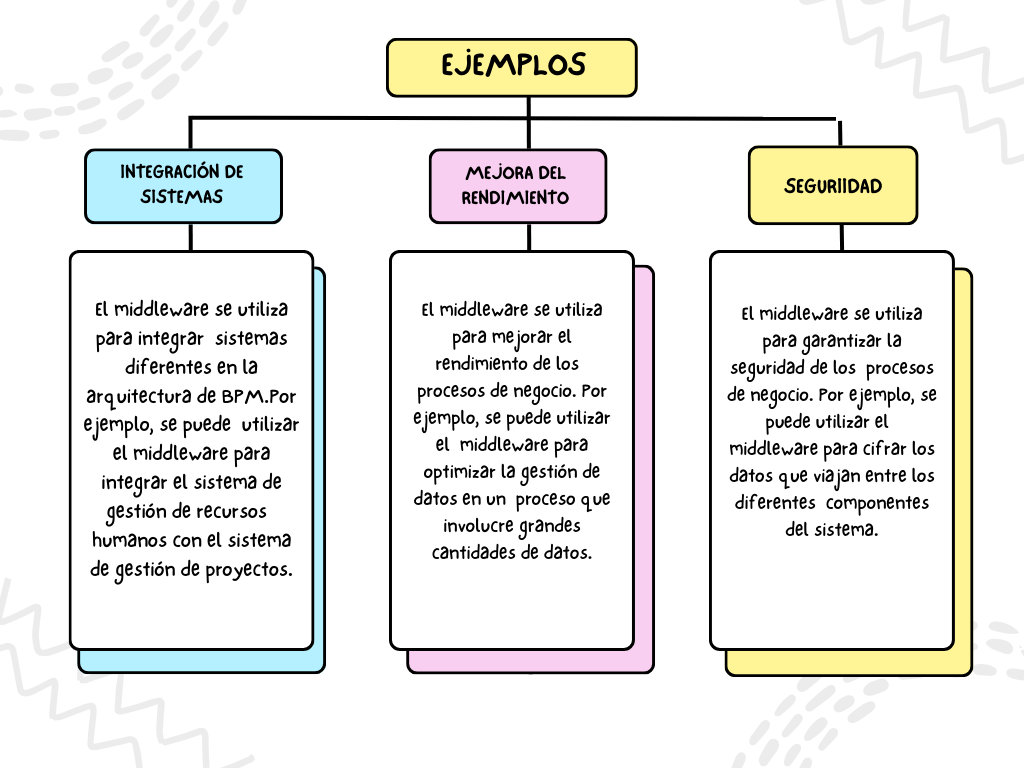 EJEMPLOS
INTEGRACIÓN DE
SISTEMAS
El middleware se utiliza
para integrar sistemas
diferentes en la
arquitectura de BPM.Por
ejemplo, se puede utilizar
el middleware para
integrar el sistema de
gestión de recursos
humanos con el sistema
de gestión de proyectos.
MEJORA DEL
RENDIMIENTO
El middleware se utiliza
para mejorar el
rendimiento de los
procesos de negocio. Por
ejemplo, se puede utilizar
el middleware para
optimizar la gestión de
datos en un proceso que
involucre grandes
cantidades de datos.
SEGURIIDAD
El middleware se utiliza
para garantizar la
seguridad de los procesos
de negocio. Por ejemplo, se
puede utilizar el
middleware para cifrar los
datos que viajan entre los
diferentes componentes
del sistema.